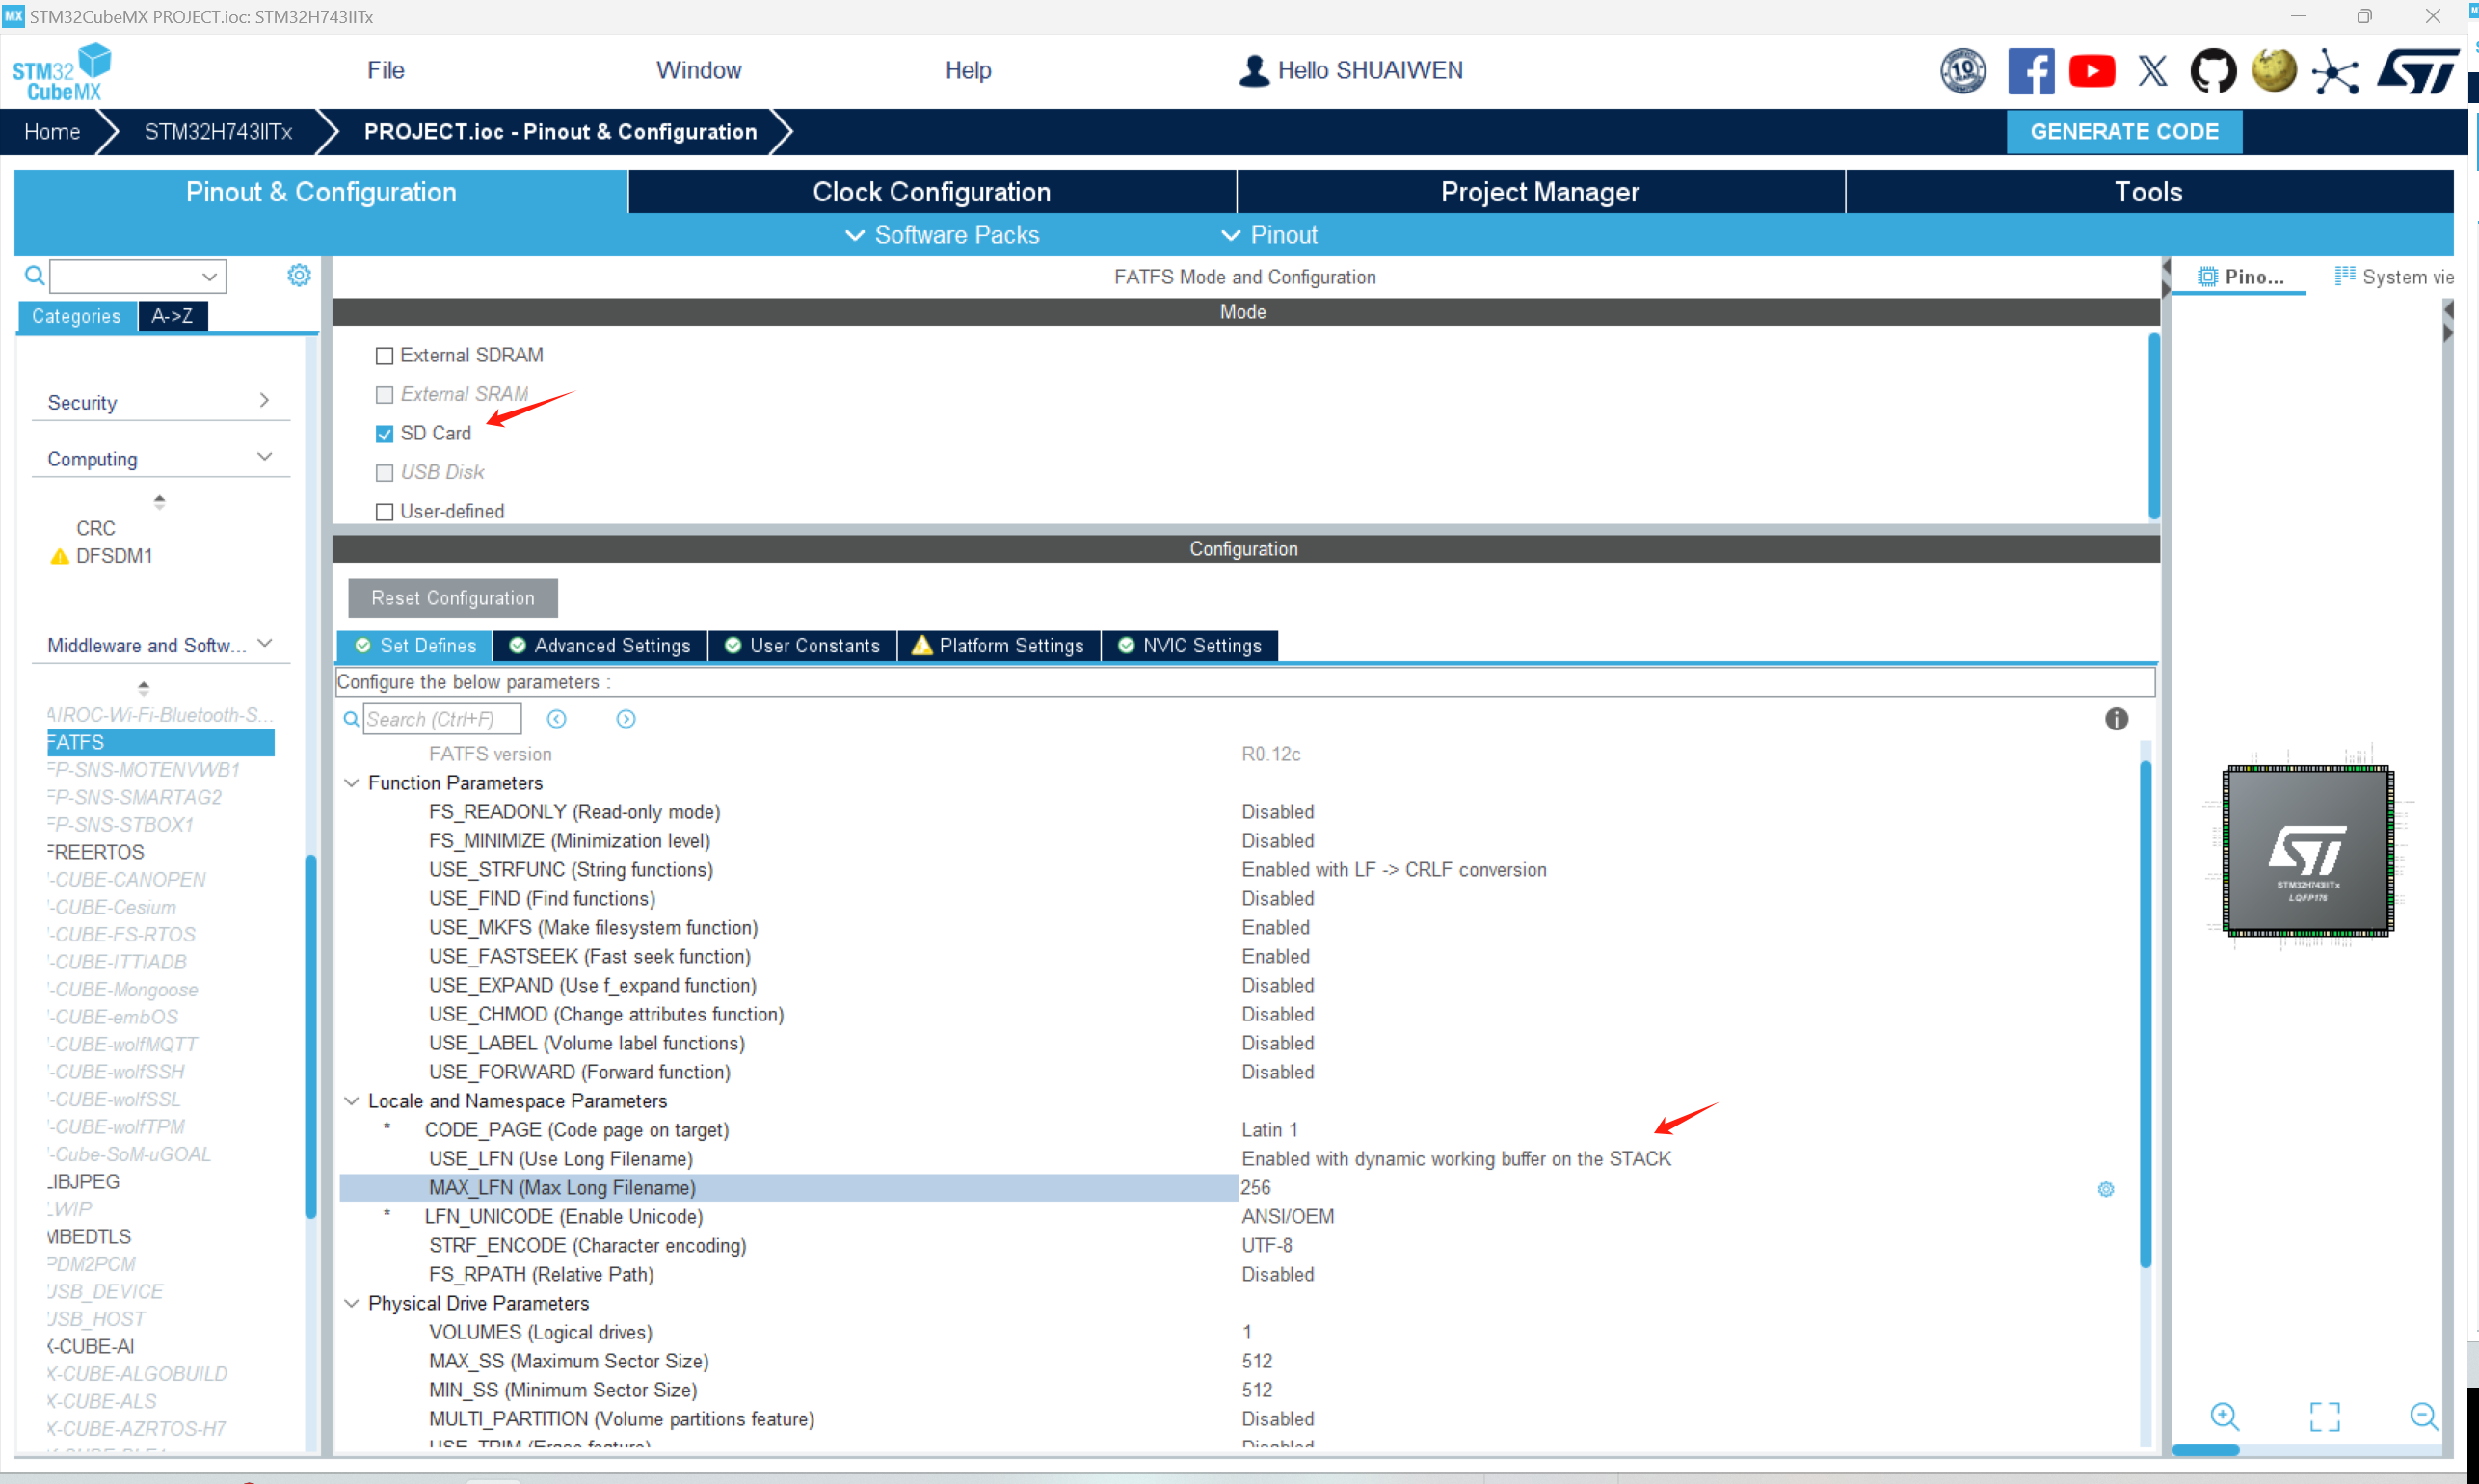 MX STM32CubeMX PROJECT.ioc: STM32H743IITx
STM32
CubeMX
File
Window
Help
Hello SHUAIWEN
10
Home
STM32H743IITx
PROJECT.ioc - Pinout & Configuration
GENERATE CODE
Pinout & Configuration
Clock Configuration
Project Manager
Tools
Software Packs
Pinout
Categories
A->Z
Security
Computing
CRC
DFSDM1
Middleware and Softw...
AIROC-Wi-Fi-Bluetooth-S...
FATFS
FP-SNS-MOTENVWB1
FP-SNS-SMARTAG2
FP-SNS-STBOX1
FREERTOS
I-CUBE-CANOPEN
I-CUBE-Cesium
I-CUBE-FS-RTOS
I-CUBE-ITTIADB
I-CUBE-Mongoose
I-CUBE-embOS
I-CUBE-wolfMQTT
I-CUBE-wolfSSH
I-CUBE-wolfSSL
I-CUBE-wolfTPM
I-Cube-SoM-uGOAL
LIBJPEG
LWIP
MBEDTLS
PDM2PCM
USB_DEVICE
USB_HOST
X-CUBE-AI
X-CUBE-ALGOBUILD
X-CUBE-ALS
X-CUBE-AZRTOS-H7
FATFS Mode and Configuration
Mode
External SDRAM
External SRAM
SD Card
USB Disk
User-defined
Configuration
Reset Configuration
Set Defines
Advanced Settings
User Constants
Platform Settings
NVIC Settings
Configure the below parameters :
Search (Ctrl+F)
FATFS version R0.12c
Function Parameters
FS_READONLY (Read-only mode) Disabled
FS_MINIMIZE (Minimization level) Disabled
USE_STRFUNC (String functions) Enabled with LF -> CRLF conversion
USE_FIND (Find functions) Disabled
USE_MKFS (Make filesystem function) Enabled
USE_FASTSEEK (Fast seek function) Enabled
USE_EXPAND (Use f_expand function) Disabled
USE_CHMOD (Change attributes function) Disabled
USE_LABEL (Volume label functions) Disabled
USE_FORWARD (Forward function) Disabled
Locale and Namespace Parameters
* CODE_PAGE (Code page on target) Latin 1
USE_LFN (Use Long Filename) Enabled with dynamic working buffer on the STACK
MAX_LFN (Max Long Filename) 256
* LFN_UNICODE (Enable Unicode) ANSI/OEM
STRF_ENCODE (Character encoding) UTF-8
FS_RPATH (Relative Path) Disabled
Physical Drive Parameters
VOLUMES (Logical drives) 1
MAX_SS (Maximum Sector Size) 512
MIN_SS (Minimum Sector Size) 512
MULTI_PARTITION (Volume partitions feature) Disabled
USE_TRIM (Erase feature) Disabled
Pino...
System vie
ST
STM32H743IITx
LQFP176